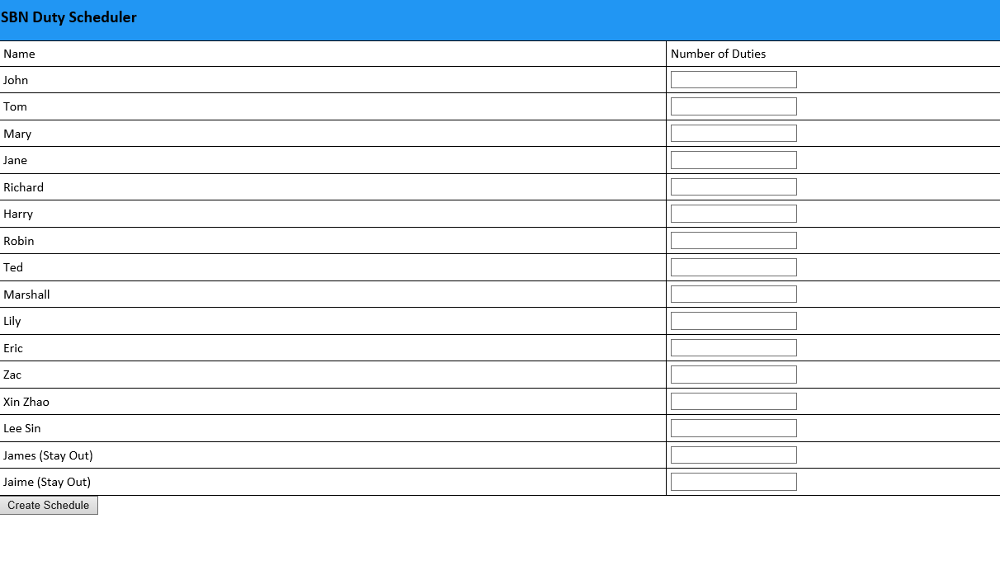 SBN Duty Scheduler
Name Number of Duties
John
Tom
Mary
Jane
Richard
Harry
Robin
Ted
Marshall
Lily
Eric
Zac
Xin Zhao
Lee Sin
James (Stay Out)
Jaime (Stay Out)
Create Schedule